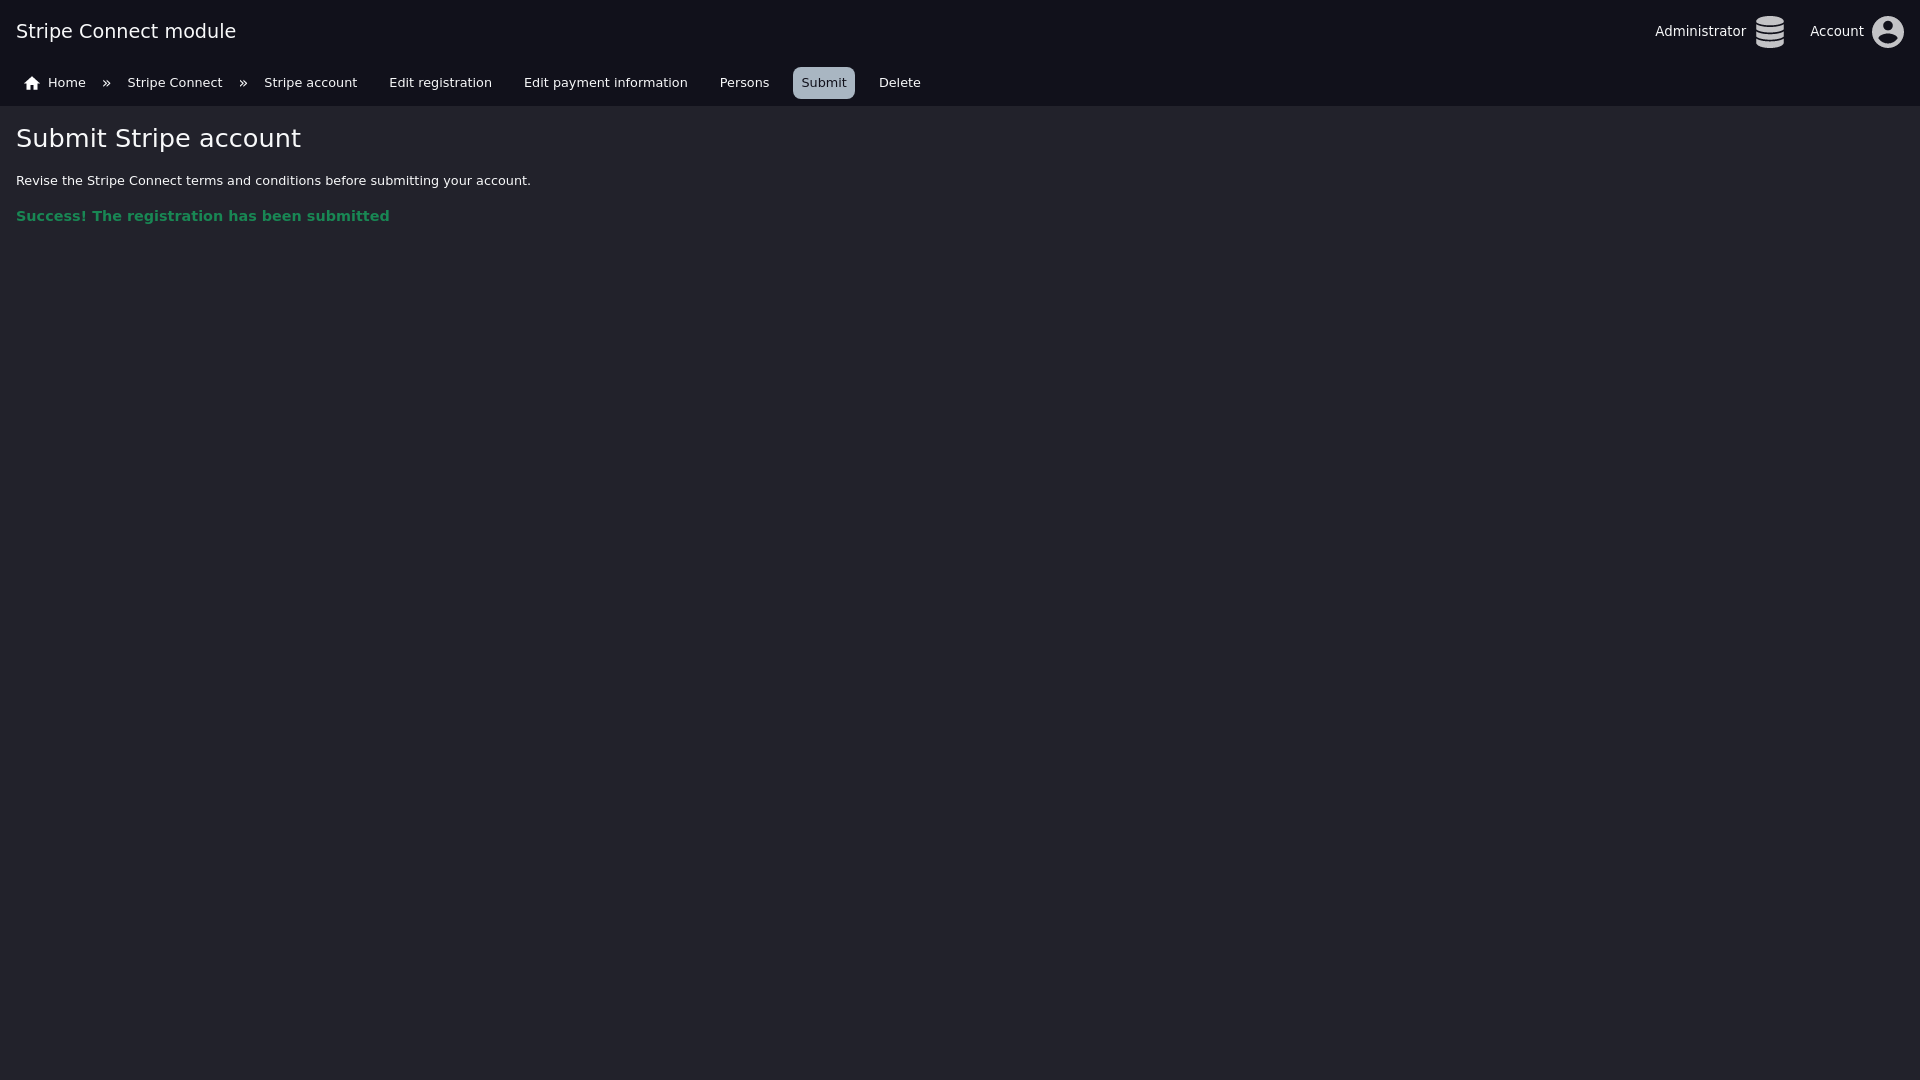 Stripe Connect module
Administrator
Account
Home » Stripe Connect » Stripe account Edit registration Edit payment information Persons Submit Delete
Submit Stripe account
Revise the Stripe Connect terms and conditions before submitting your account.
Success! The registration has been submitted